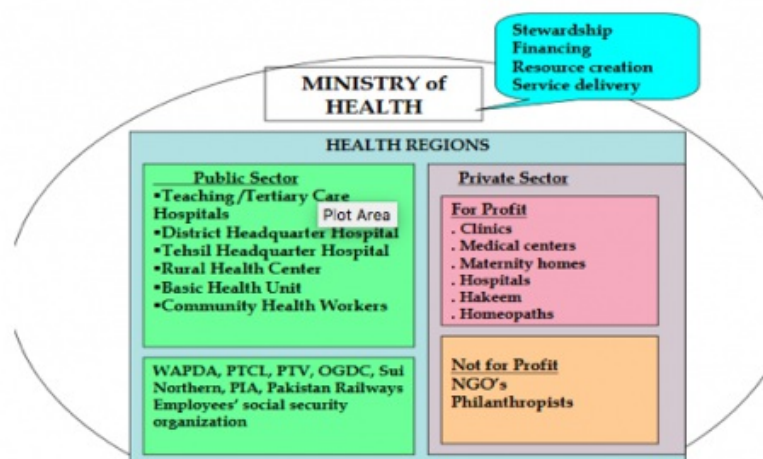 Stewardship
Financing
Resource creation
Service delivery
MINISTRY of
HEALTH
HEALTH REGIONS
Public Sector
•Teaching/Tertiary Care
Hospitals
Plot Area
•District Headquarter Hospital
•Tehsil Headquarter Hospital
•Rural Health Center
•Basic Health Unit
•Community Health Workers
WAPDA, PTCL, PTV, OGDC, Sui
Northern, PIA, Pakistan Railways
Employees' social security
organization
Private Sector
For Profit
. Clinics
. Medical centers
. Maternity homes
. Hospitals
. Hakeem
. Homeopaths
Not for Profit
NGO's
Philanthropists